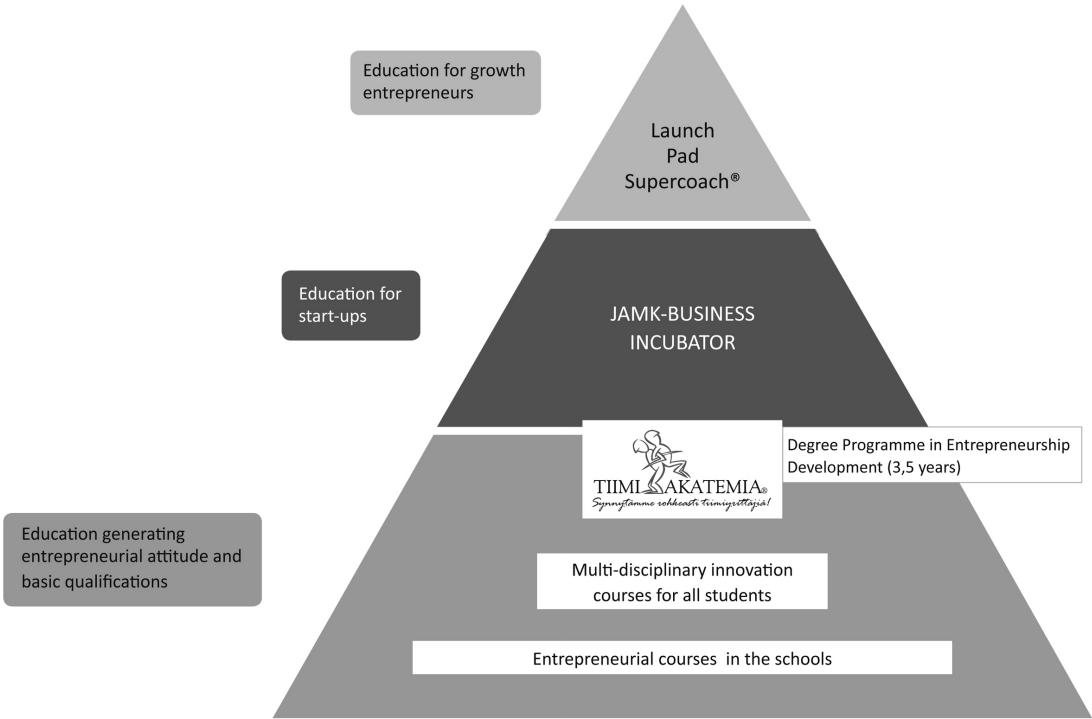 Education for growth
entrepreneurs
Launch
Pad
Supercoach®
Education for
start-ups
JAMK-BUSINESS
INCUBATOR
TIIMI AKATEMIA®
Synnytämme rohkeasti tiimiyrittäjiä!
Degree Programme in Entrepreneurship
Development (3,5 years)
Education generating
entrepreneurial attitude and
basic qualifications
Multi-disciplinary innovation
courses for all students
Entrepreneurial courses in the schools